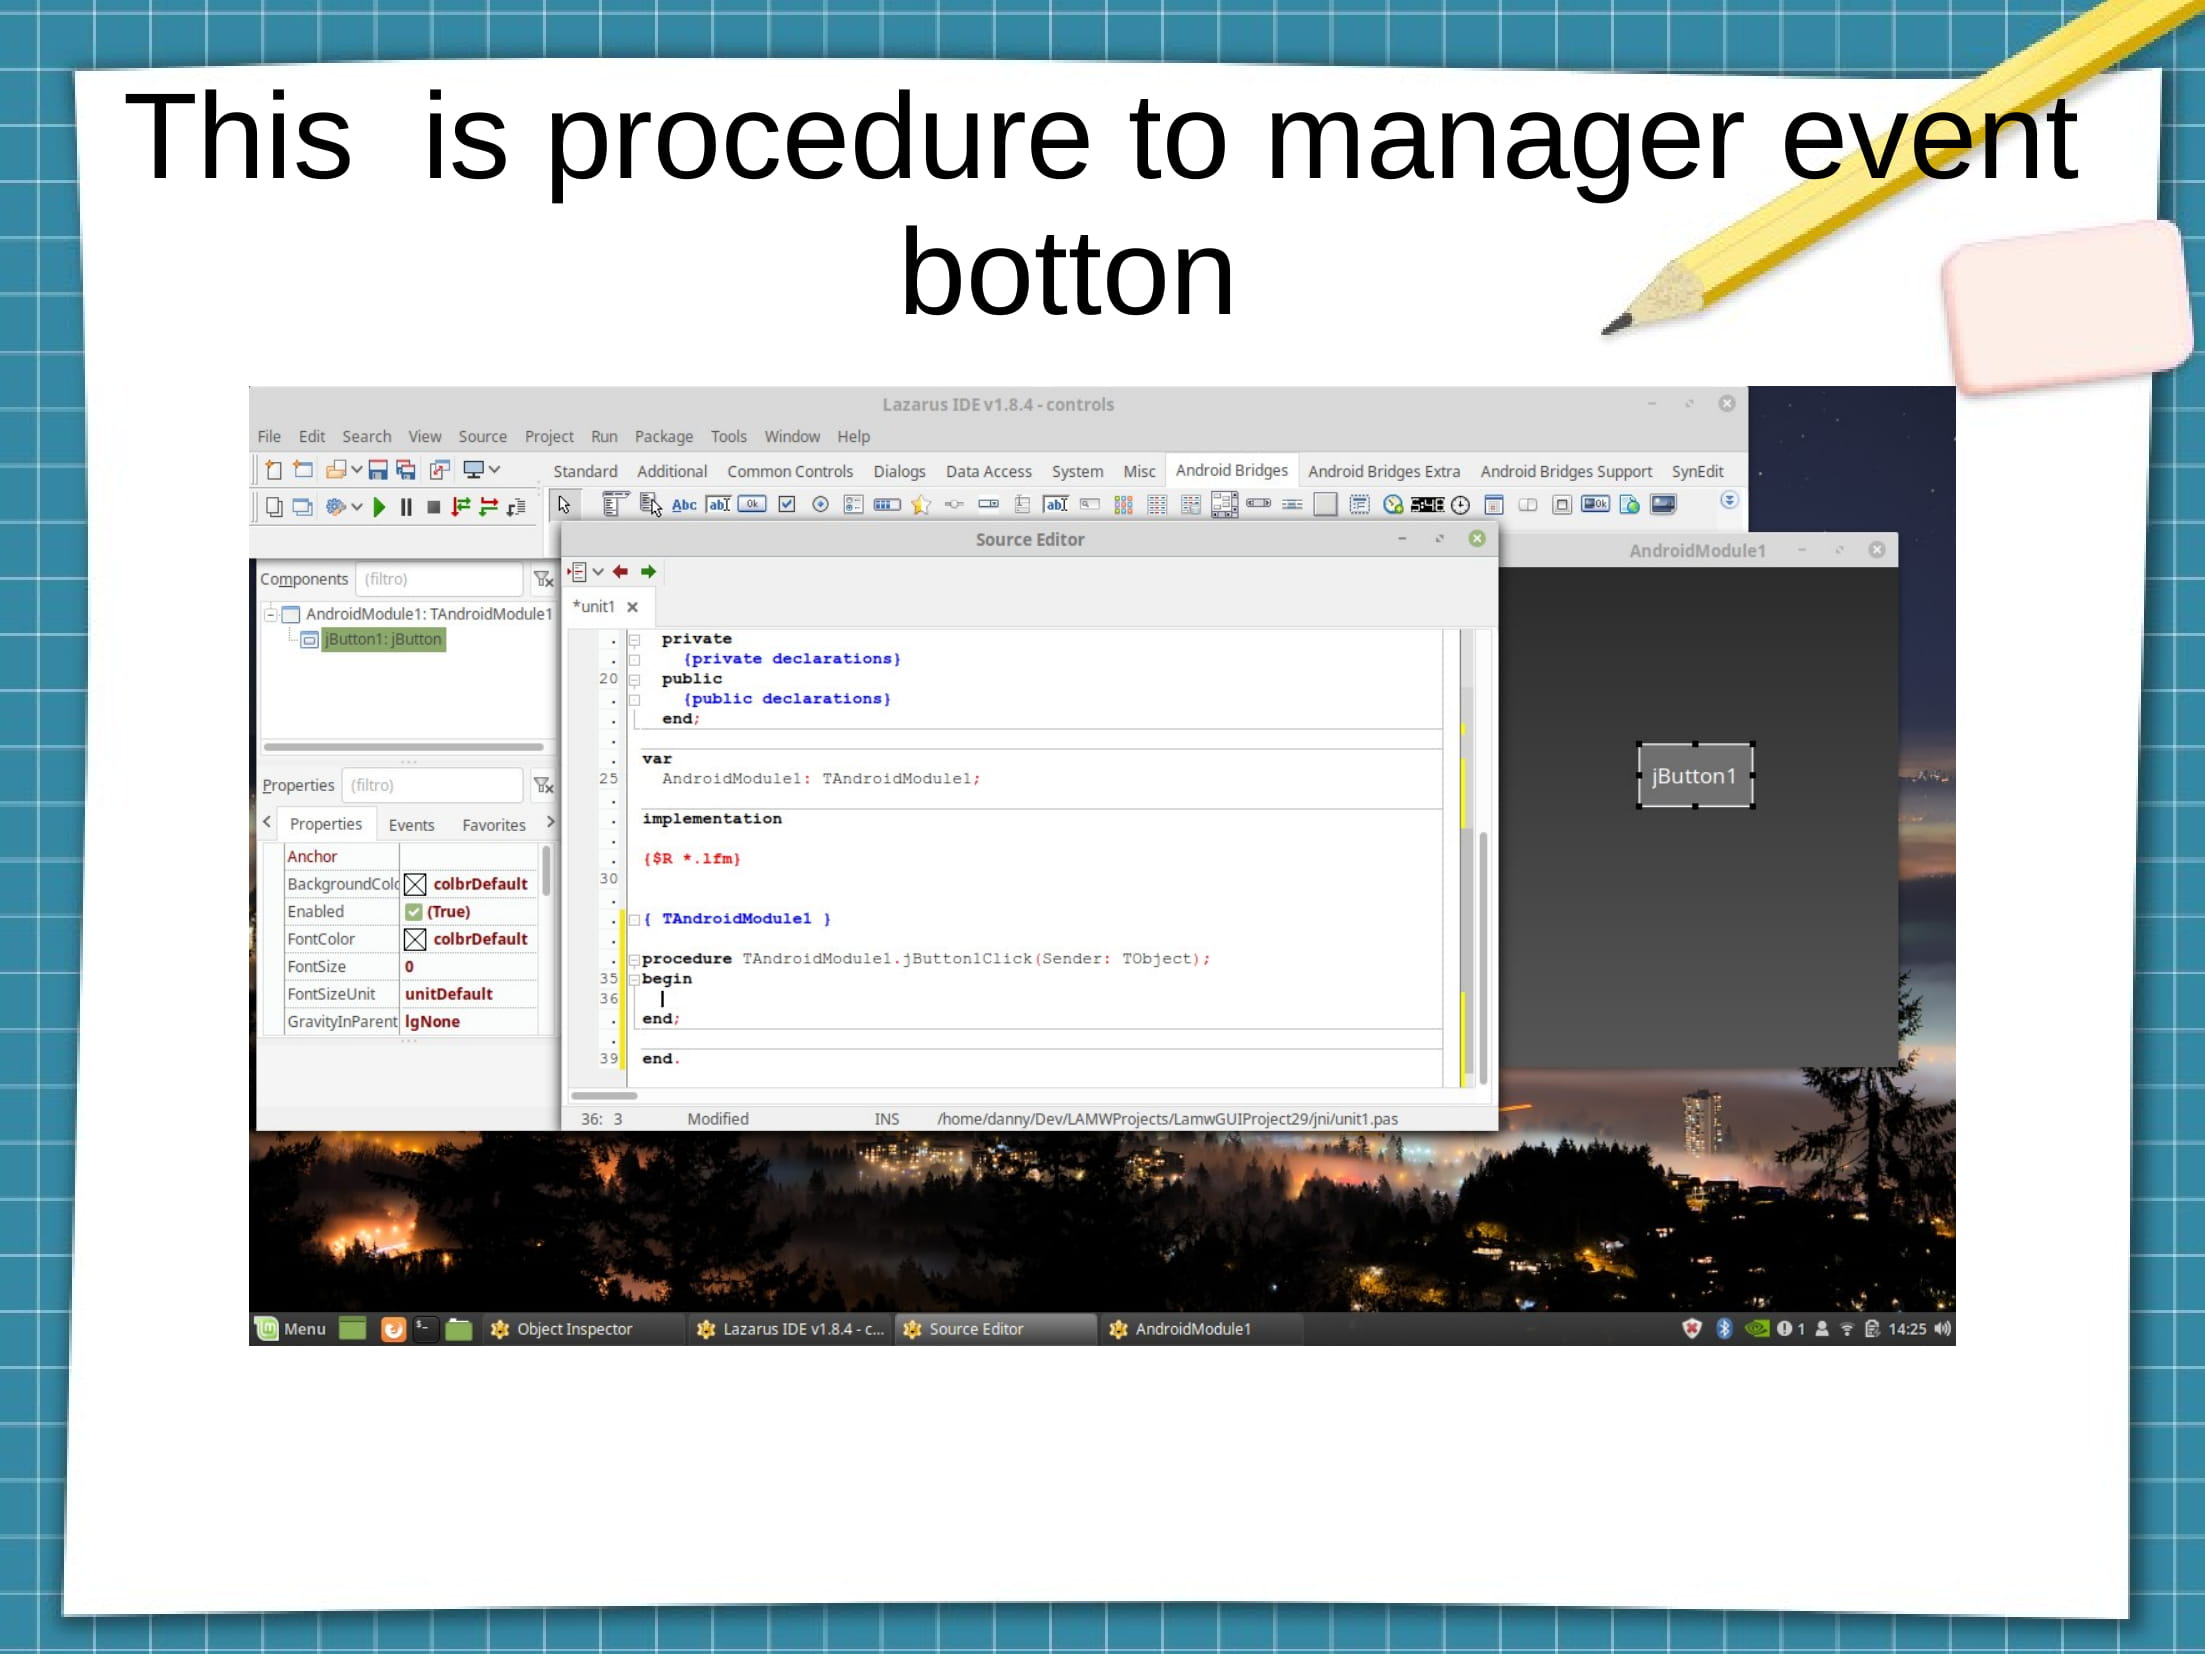 This  is procedure to manager event
botton
Lazarus IDE v1.8.4 - controls
File Edit Search View Source Project Run Package Tools Window Help
Standard Additional Common Controls Dialogs Data Access System Misc Android Bridges Android Bridges Extra Android Bridges Support SynEdit
Abc abI Ok abI Ok
Source Editor
AndroidModule1
Components (filtro)
*unit1
AndroidModule1: TAndroidModule1
jButton1: jButton
Properties (filtro)
Properties Events Favorites
Anchor
BackgroundColo colbrDefault
Enabled (True)
FontColor colbrDefault
FontSize 0
FontSizeUnit unitDefault
GravityInParent lgNone
private
{private declarations}
20 public
{public declarations}
end;
var
25 AndroidModule1: TAndroidModule1;
implementation
{$R *.lfm}
30
{ TAndroidModule1 }
procedure TAndroidModule1.jButton1Click(Sender: TObject);
35 begin
36
end;
39 end.
36: 3 Modified INS /home/danny/Dev/LAMWProjects/LamwGUIProject29/jni/unit1.pas
jButton1
Menu Object Inspector Lazarus IDE v1.8.4 - c... Source Editor AndroidModule1 1 14:25